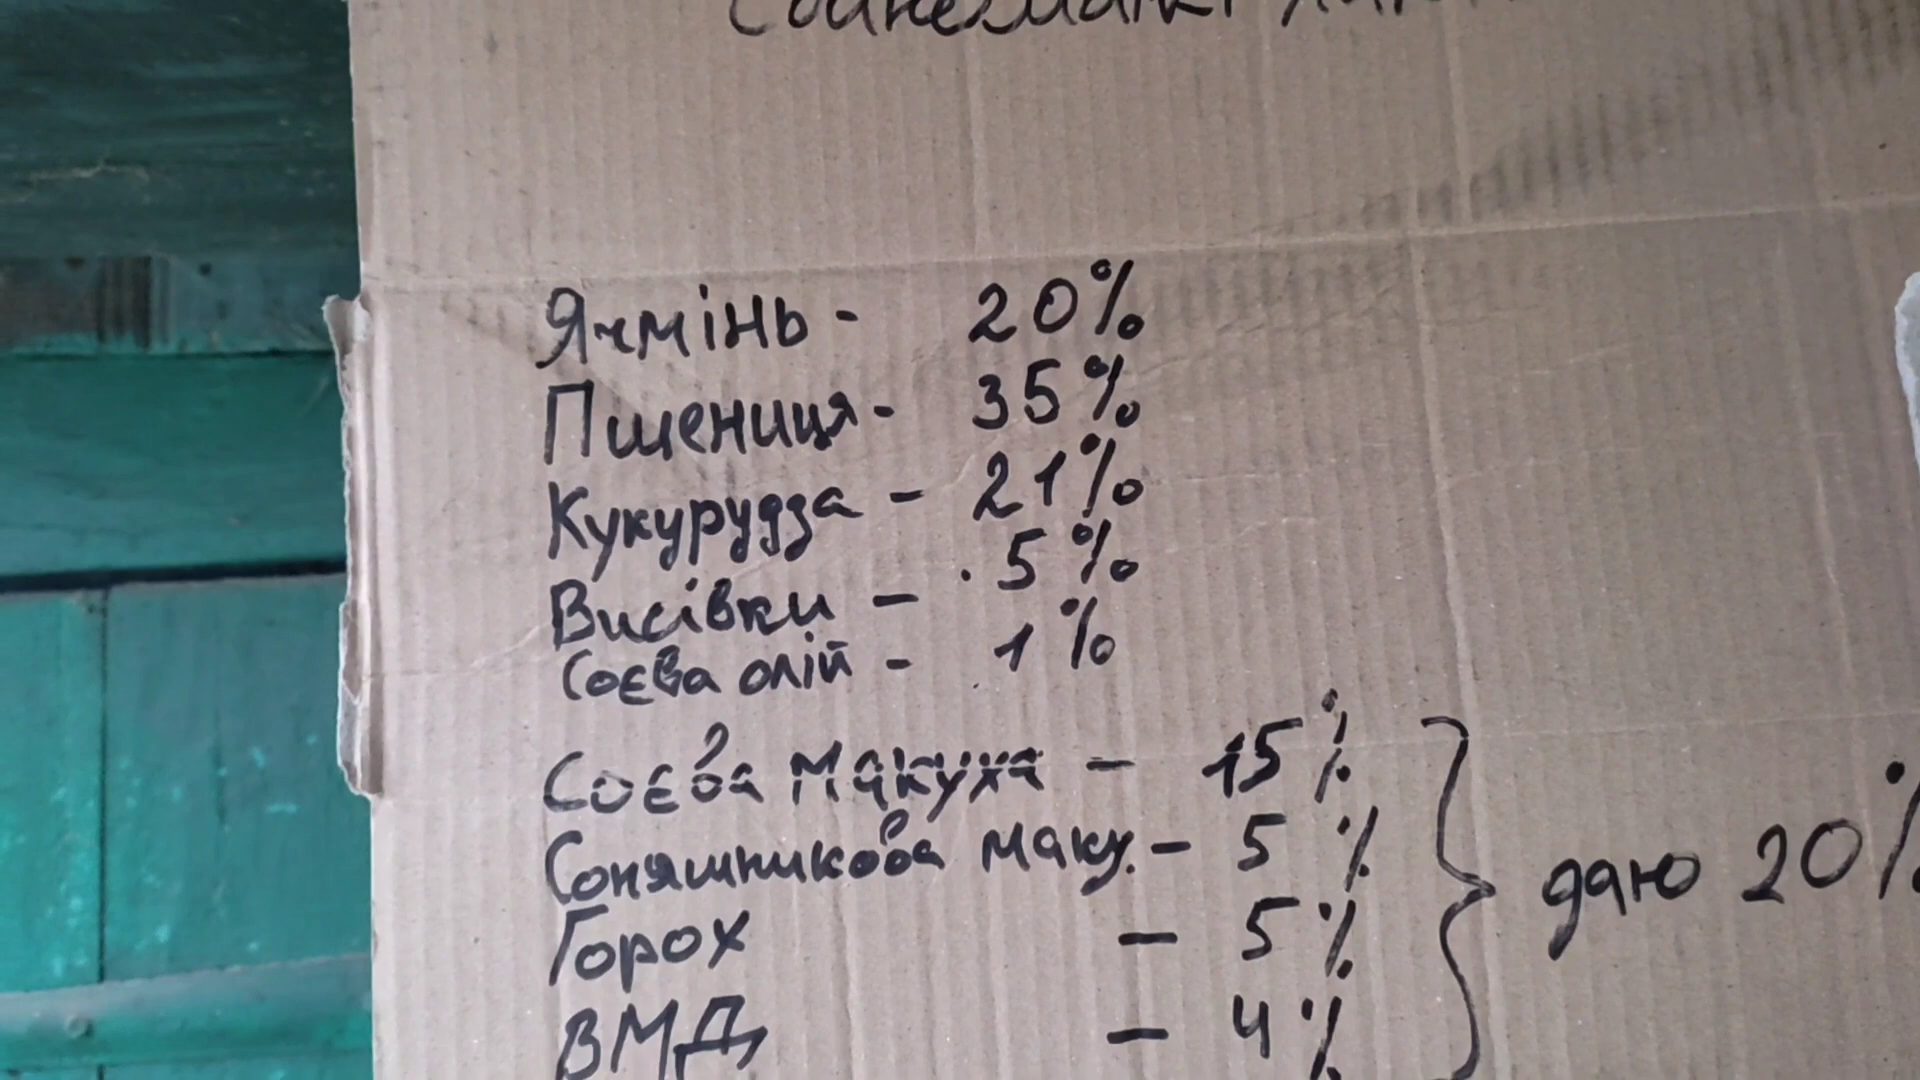 Ячмінь - 20%
Пшениця - 35%
Кукурудза - 21%
Висівки - 5%
Соєва олій - 1%
Соєва макуха - 15%
Соняшникова маку. - 5%
Горох - 5%
ВМД - 4%
даю 20%